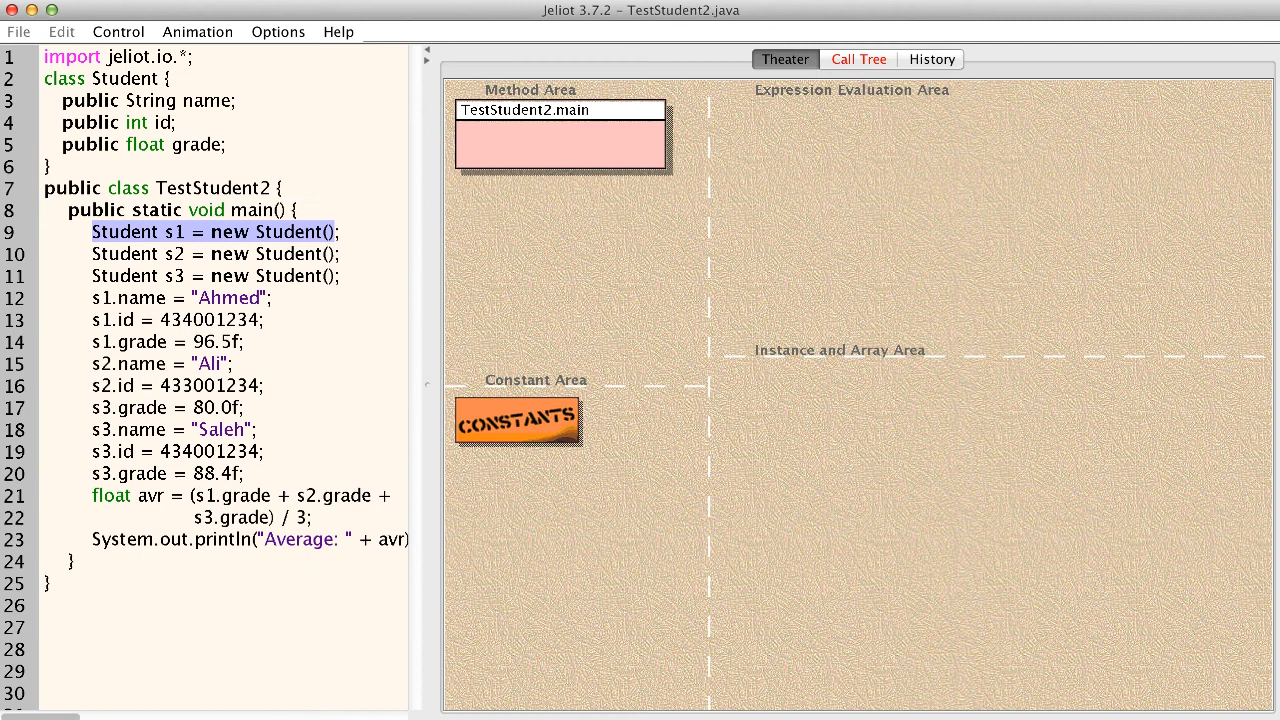 Jeliot 3.7.2 – TestStudent2.java
File Edit Control Animation Options Help
1 import jeliot.io.*;
2 class Student {
3 public String name;
4 public int id;
5 public float grade;
6 }
7 public class TestStudent2 {
8 public static void main() {
9 Student s1 = new Student();
10 Student s2 = new Student();
11 Student s3 = new Student();
12 s1.name = "Ahmed";
13 s1.id = 434001234;
14 s1.grade = 96.5f;
15 s2.name = "Ali";
16 s2.id = 433001234;
17 s3.grade = 80.0f;
18 s3.name = "Saleh";
19 s3.id = 434001234;
20 s3.grade = 88.4f;
21 float avr = (s1.grade + s2.grade +
22 s3.grade) / 3;
23 System.out.println("Average: " + avr)
24 }
25 }
26
27
28
29
30
Theater Call Tree History
Method Area
TestStudent2.main
Expression Evaluation Area
Constant Area
CONSTANTS
Instance and Array Area